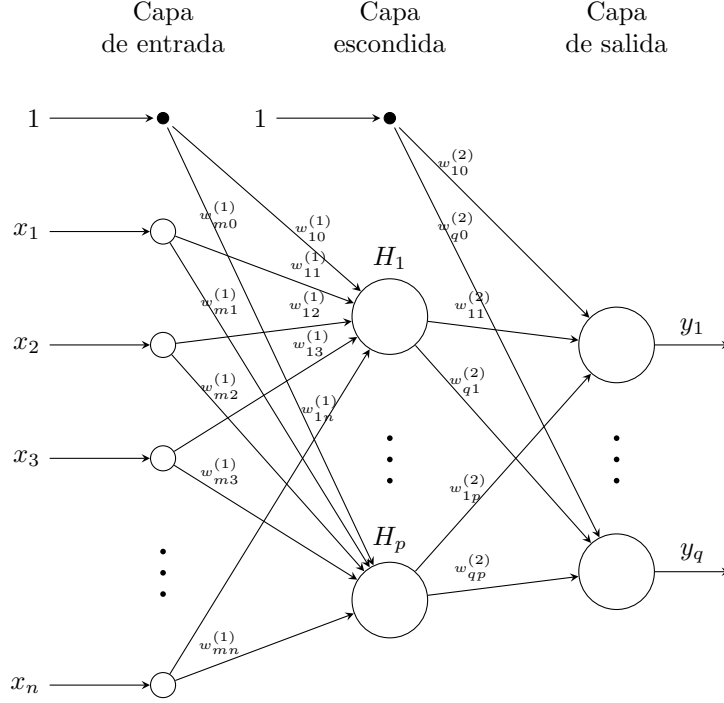 Capa
de entrada
Capa
escondida
Capa
de salida
1
1
w_{10}^{(2)}
w_{m0}^{(1)}
w_{10}^{(1)}
w_{q0}^{(2)}
x_1
w_{11}^{(1)}
H_1
w_{m1}^{(1)}
w_{12}^{(1)}
w_{11}^{(2)}
y_1
x_2
w_{13}^{(1)}
w_{m2}^{(1)}
w_{1n}^{(1)}
w_{q1}^{(2)}
x_3
w_{m3}^{(1)}
w_{1p}^{(2)}
H_p
w_{qp}^{(2)}
y_q
w_{mn}^{(1)}
x_n